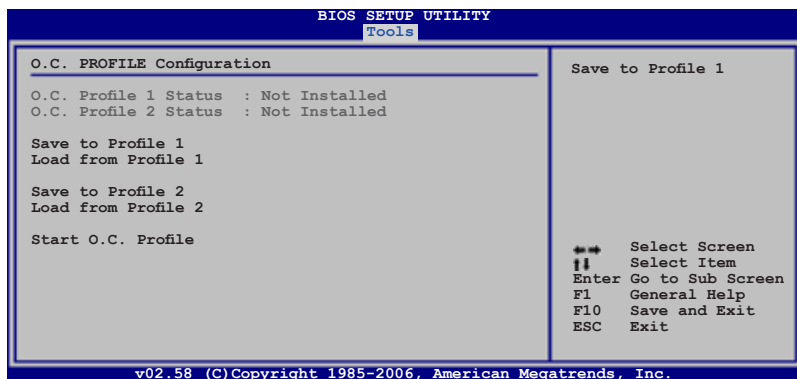 BIOS SETUP UTILITY
Tools
O.C. PROFILE Configuration
O.C. Profile 1 Status : Not Installed
O.C. Profile 2 Status : Not Installed
Save to Profile 1
Load from Profile 1
Save to Profile 2
Load from Profile 2
Start O.C. Profile
Save to Profile 1
Select Screen
Select Item
Enter Go to Sub Screen
F1 General Help
F10 Save and Exit
ESC Exit
v02.58 (C)Copyright 1985-2006, American Megatrends, Inc.